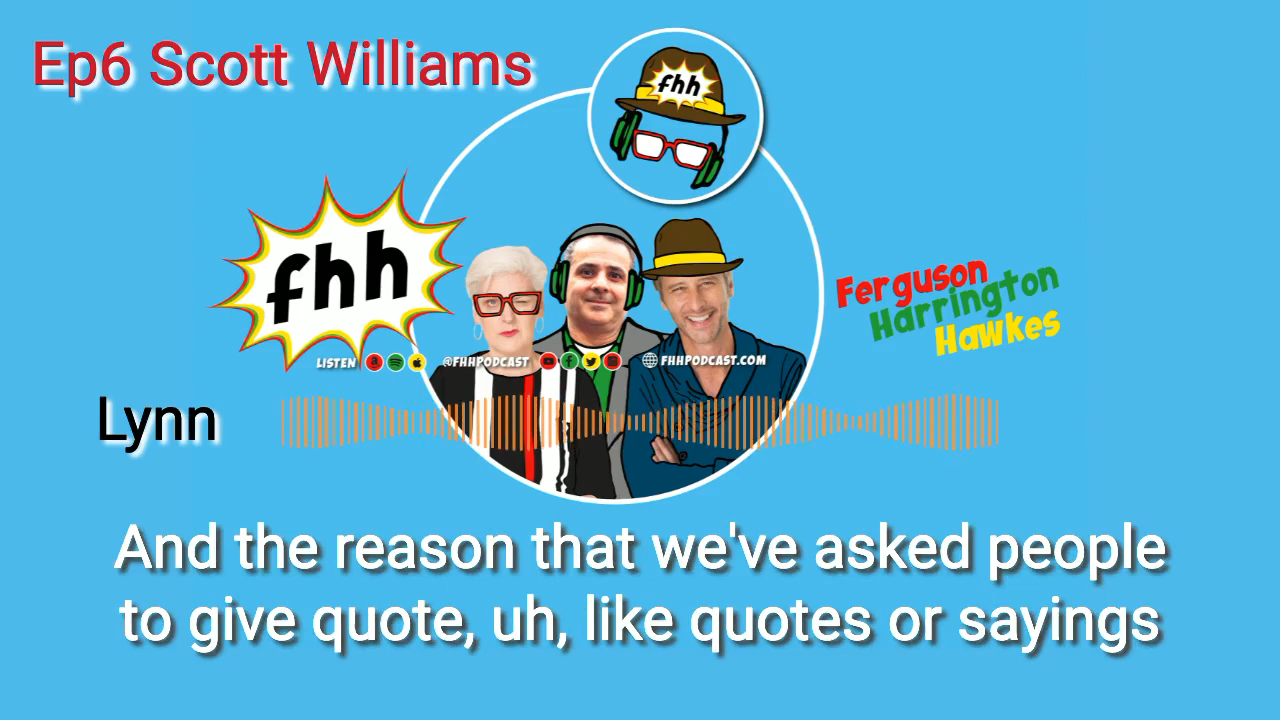 Ep6 Scott Williams
fhh
fhh
Ferguson
Harrington
Hawkes
LISTEN @FHHPODCAST FHHPODCAST.COM
Lynn
And the reason that we've asked people
to give quote, uh, like quotes or sayings